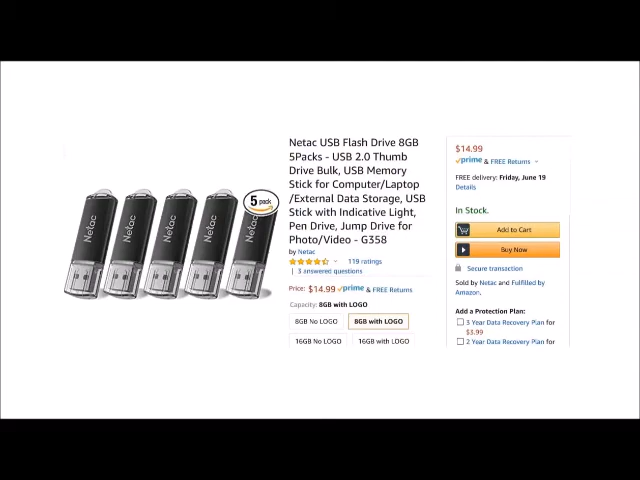 Netac
Netac
Netac
Netac
Netac
5 pack
Netac USB Flash Drive 8GB
5Packs - USB 2.0 Thumb
Drive Bulk, USB Memory
Stick for Computer/Laptop
/External Data Storage, USB
Stick with Indicative Light,
Pen Drive, Jump Drive for
Photo/Video - G358
by Netac
119 ratings
| 3 answered questions
Price: $14.99 prime & FREE Returns
Capacity: 8GB with LOGO
8GB No LOGO 8GB with LOGO
16GB No LOGO 16GB with LOGO
$14.99
prime & FREE Returns
FREE delivery: Friday, June 19
Details
In Stock.
Add to Cart
Buy Now
Secure transaction
Sold by Netac and Fulfilled by
Amazon.
Add a Protection Plan:
3 Year Data Recovery Plan for
$3.99
2 Year Data Recovery Plan for